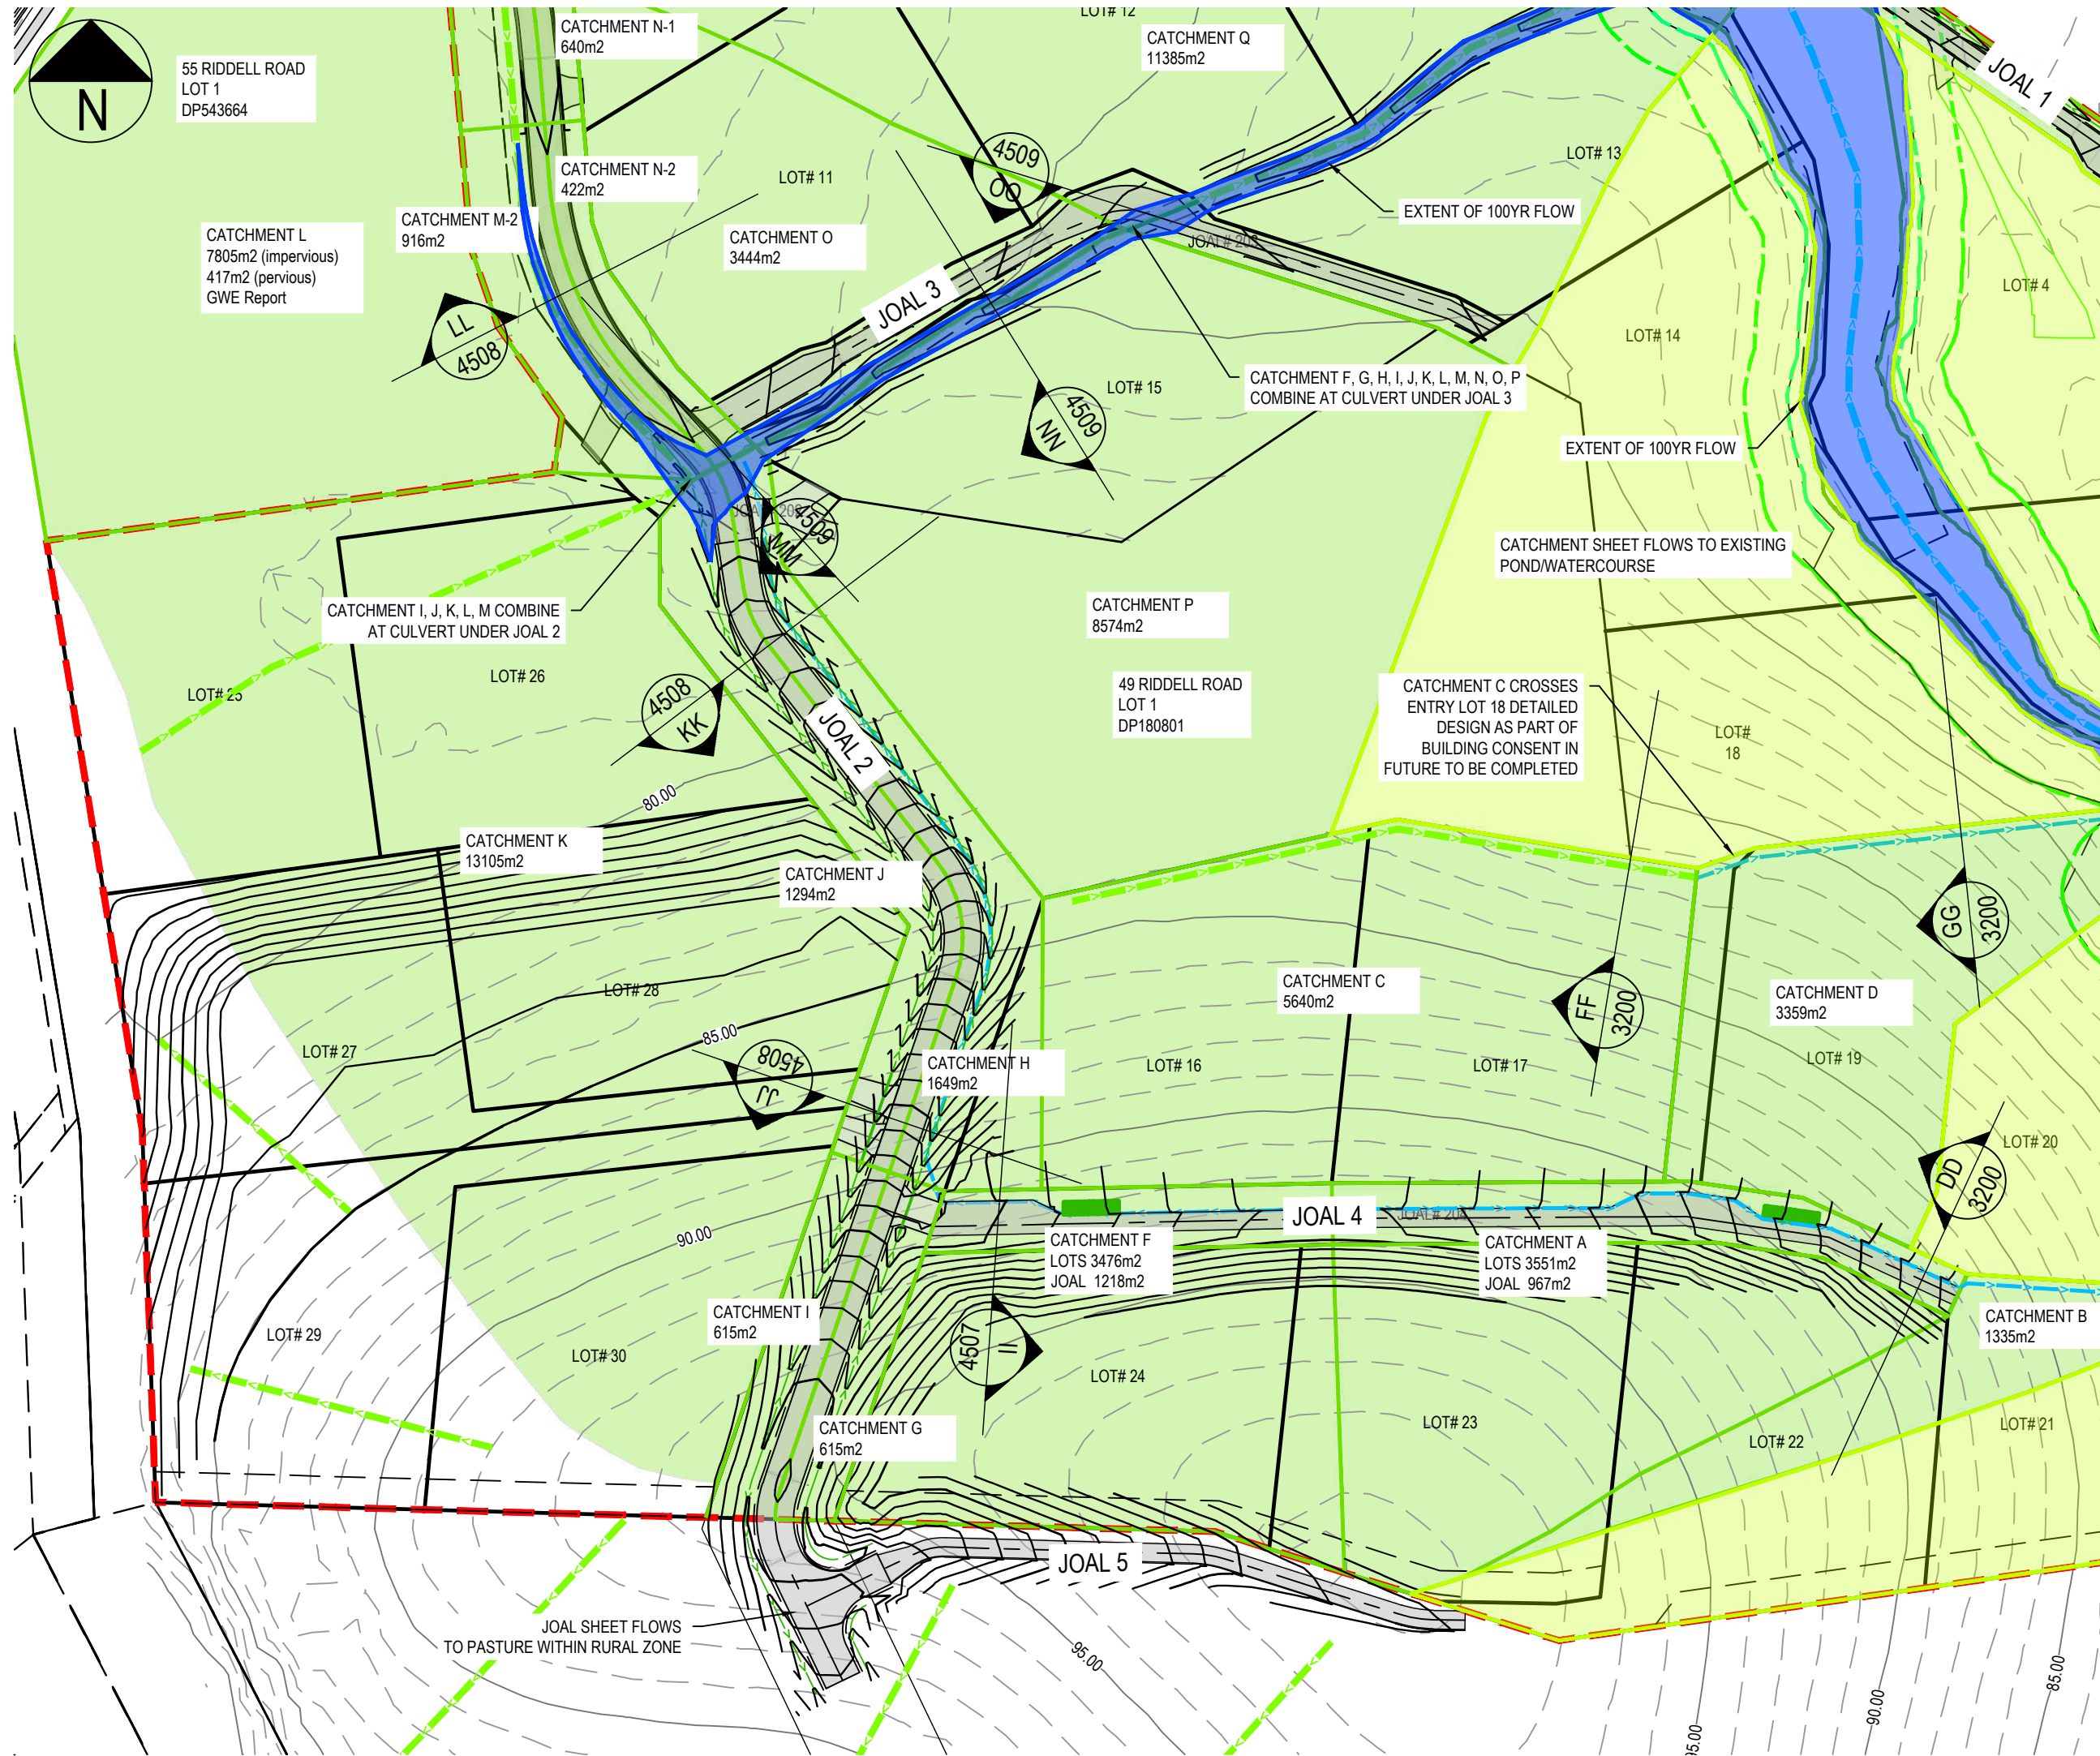 N
55 RIDDELL ROAD
LOT 1
DP543664
CATCHMENT N-1
640m2
LOT# 12
CATCHMENT Q
11385m2
JOAL 1
CATCHMENT L
7805m2 (impervious)
417m2 (pervious)
GWE Report
CATCHMENT M-2
916m2
CATCHMENT N-2
422m2
LOT# 11
CATCHMENT O
3444m2
4509
OO
LOT# 13
EXTENT OF 100YR FLOW
LOT# 4
LL
4508
JOAL 3
LOT# 14
LOT# 15
4509
NN
CATCHMENT F, G, H, I, J, K, L, M, N, O, P
COMBINE AT CULVERT UNDER JOAL 3
EXTENT OF 100YR FLOW
4509
MM
CATCHMENT SHEET FLOWS TO EXISTING
POND/WATERCOURSE
CATCHMENT I, J, K, L, M COMBINE
AT CULVERT UNDER JOAL 2
CATCHMENT P
8574m2
LOT# 25
LOT# 26
4508
KK
JOAL 2
49 RIDDELL ROAD
LOT 1
DP180801
CATCHMENT C CROSSES
ENTRY LOT 18 DETAILED
DESIGN AS PART OF
BUILDING CONSENT IN
FUTURE TO BE COMPLETED
LOT#
18
80.00
CATCHMENT K
13105m2
CATCHMENT J
1294m2
GG
3200
LOT# 28
CATCHMENT C
5640m2
FF
3200
CATCHMENT D
3359m2
85.00
LOT# 27
4508
JJ
CATCHMENT H
1649m2
LOT# 16
LOT# 17
LOT# 19
LOT# 20
DD
3200
90.00
JOAL 4
CATCHMENT F
LOTS 3476m2
JOAL 1218m2
CATCHMENT A
LOTS 3551m2
JOAL 967m2
CATCHMENT I
615m2
CATCHMENT B
1335m2
LOT# 29
LOT# 30
4507
II
LOT# 24
LOT# 23
LOT# 22
LOT# 21
CATCHMENT G
615m2
JOAL 5
JOAL SHEET FLOWS
TO PASTURE WITHIN RURAL ZONE
95.00
90.00
85.00